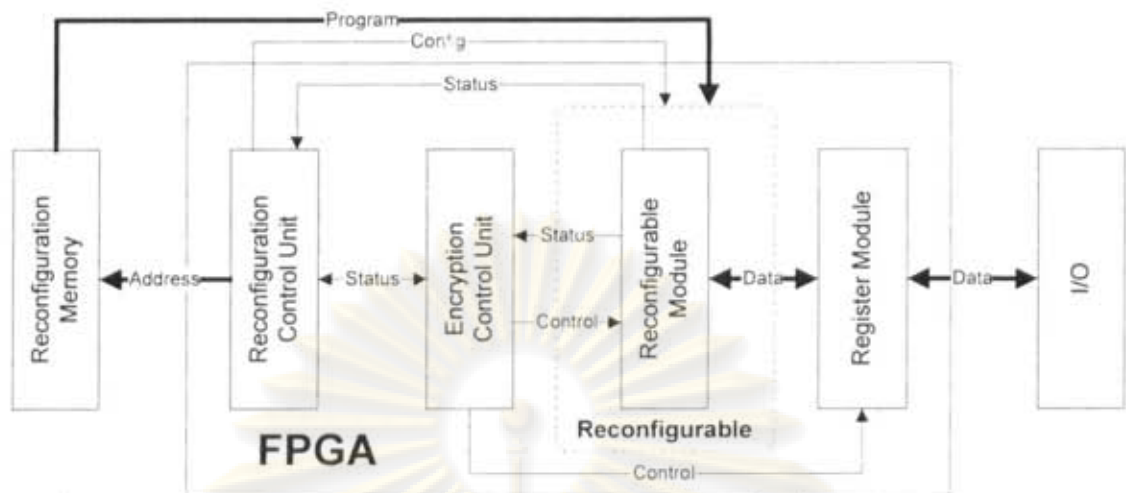 Program
Config
Status
Reconfiguration
Memory
Address
Reconfiguration
Control Unit
Status
Encryption
Control Unit
Status
Control
Reconfigurable
Module
Data
Register Module
Data
I/O
Reconfigurable
FPGA
Control